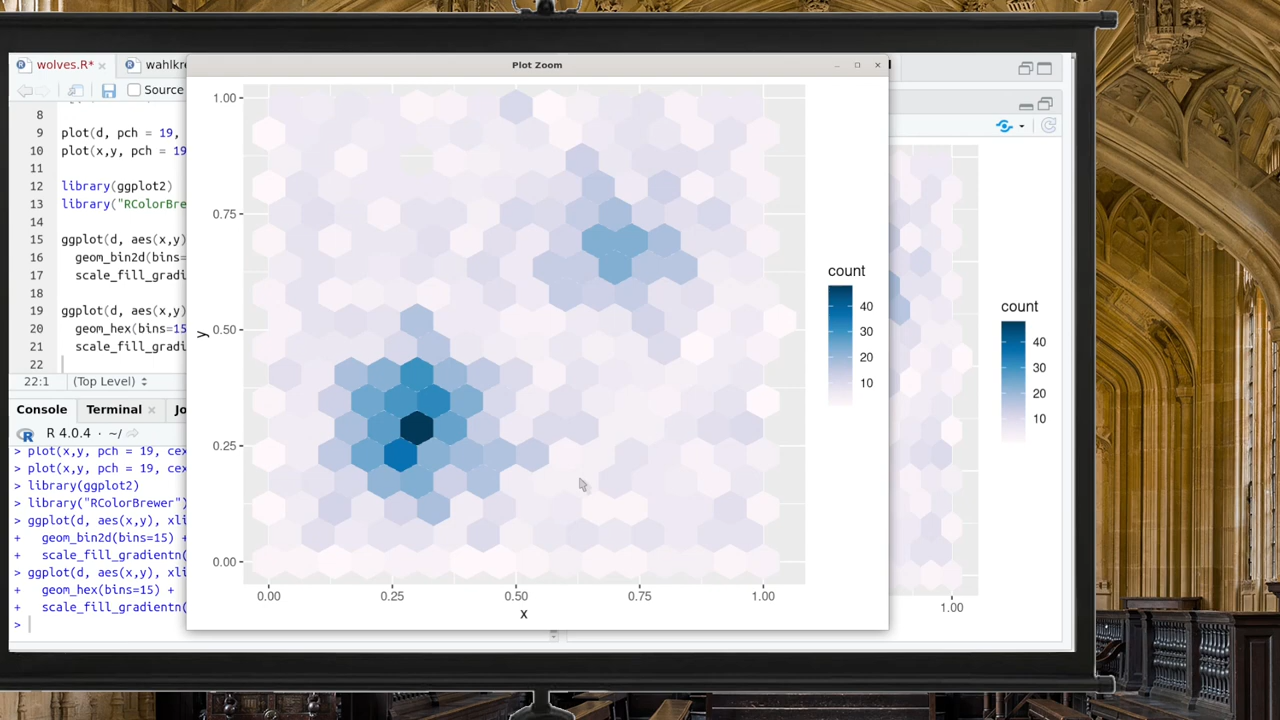 wolves.R*
wahlkr
Plot Zoom
Source
8
9 plot(d, pch = 19,
10 plot(x,y, pch = 19
11
12 library(ggplot2)
13 library("RColorBre
14
15 ggplot(d, aes(x,y)
16 geom_bin2d(bins=
17 scale_fill_gradi
18
19 ggplot(d, aes(x,y)
20 geom_hex(bins=15
21 scale_fill_gradi
22
22:1 (Top Level)
Console Terminal Jo
R 4.0.4 · ~/
> plot(x,y, pch = 19, cex
> plot(x,y, pch = 19, cex
> library(ggplot2)
> library("RColorBrewer")
> ggplot(d, aes(x,y), xli
+ geom_bin2d(bins=15) +
+ scale_fill_gradientn(
> ggplot(d, aes(x,y), xli
+ geom_hex(bins=15) +
+ scale_fill_gradientn(
>
1.00
0.75
0.50
0.25
0.00
y
0.00 0.25 0.50 0.75 1.00
x
count
40
30
20
10
count
40
30
20
10
1.00